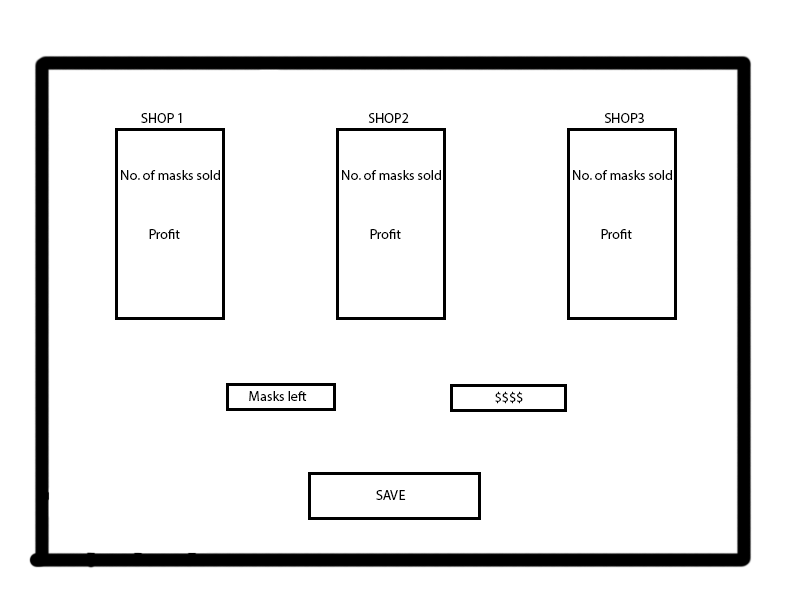 SHOP 1
SHOP2
SHOP3
No. of masks sold
No. of masks sold
No. of masks sold
Profit
Profit
Profit
Masks left
$$$$
SAVE